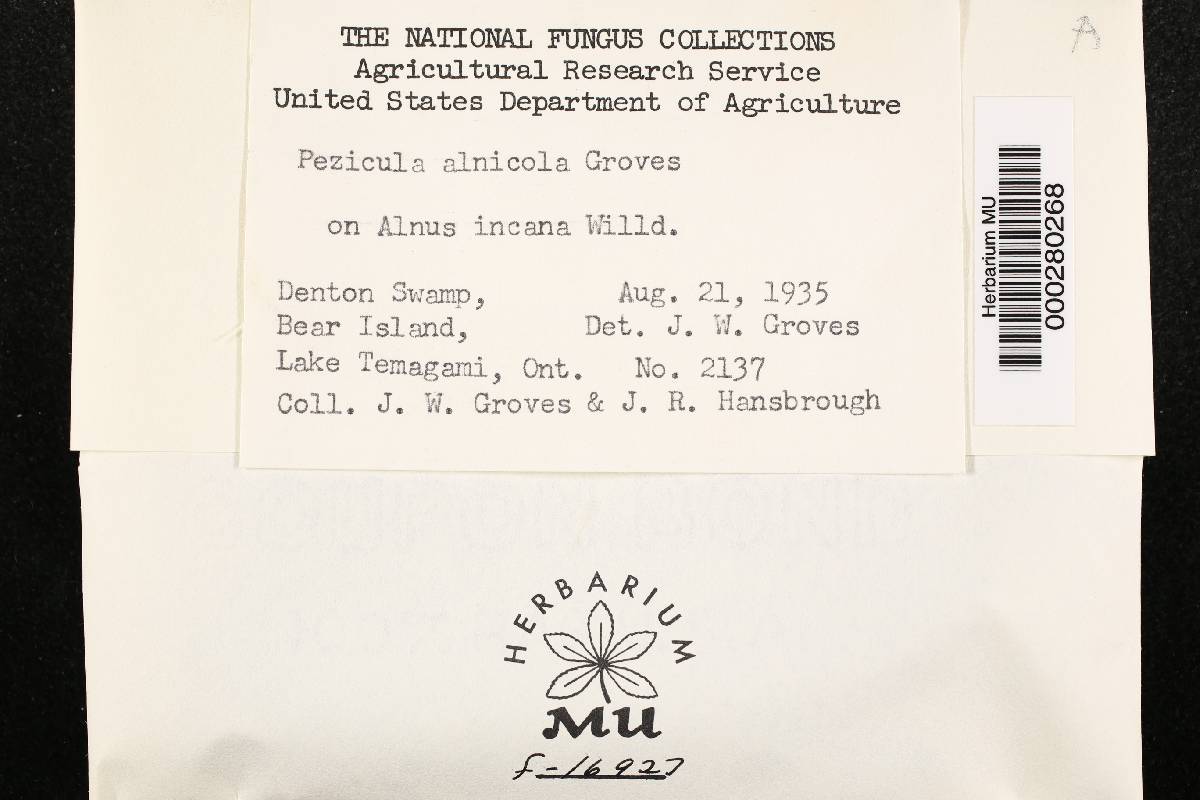 THE NATIONAL FUNGUS COLLECTIONS
Agricultural Research Service
United States Department of Agriculture
Pezicula alnicola Groves
on Alnus incana Willd.
Denton Swamp, Aug. 21, 1935
Bear Island, Det. J. W. Groves
Lake Temagami, Ont. No. 2137
Coll. J. W. Groves & J. R. Hansbrough
A
Herbarium MU
000280268
HERBARIUM
MU
f-16927